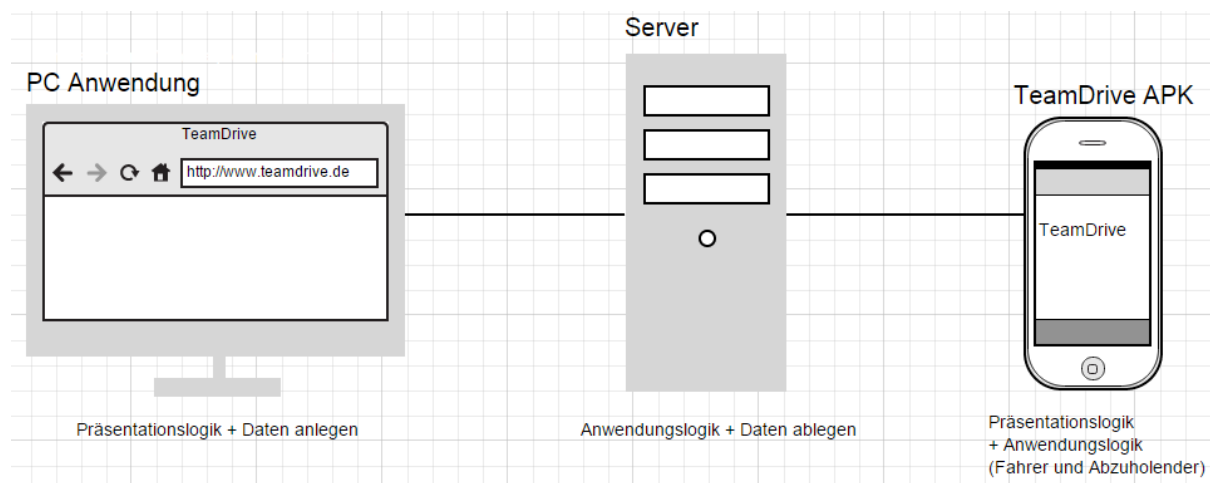 Server
PC Anwendung
TeamDrive APK
TeamDrive
http://www.teamdrive.de
TeamDrive
Präsentationslogik + Daten anlegen
Anwendungslogik + Daten ablegen
Präsentationslogik
+ Anwendungslogik
(Fahrer und Abzuholender)